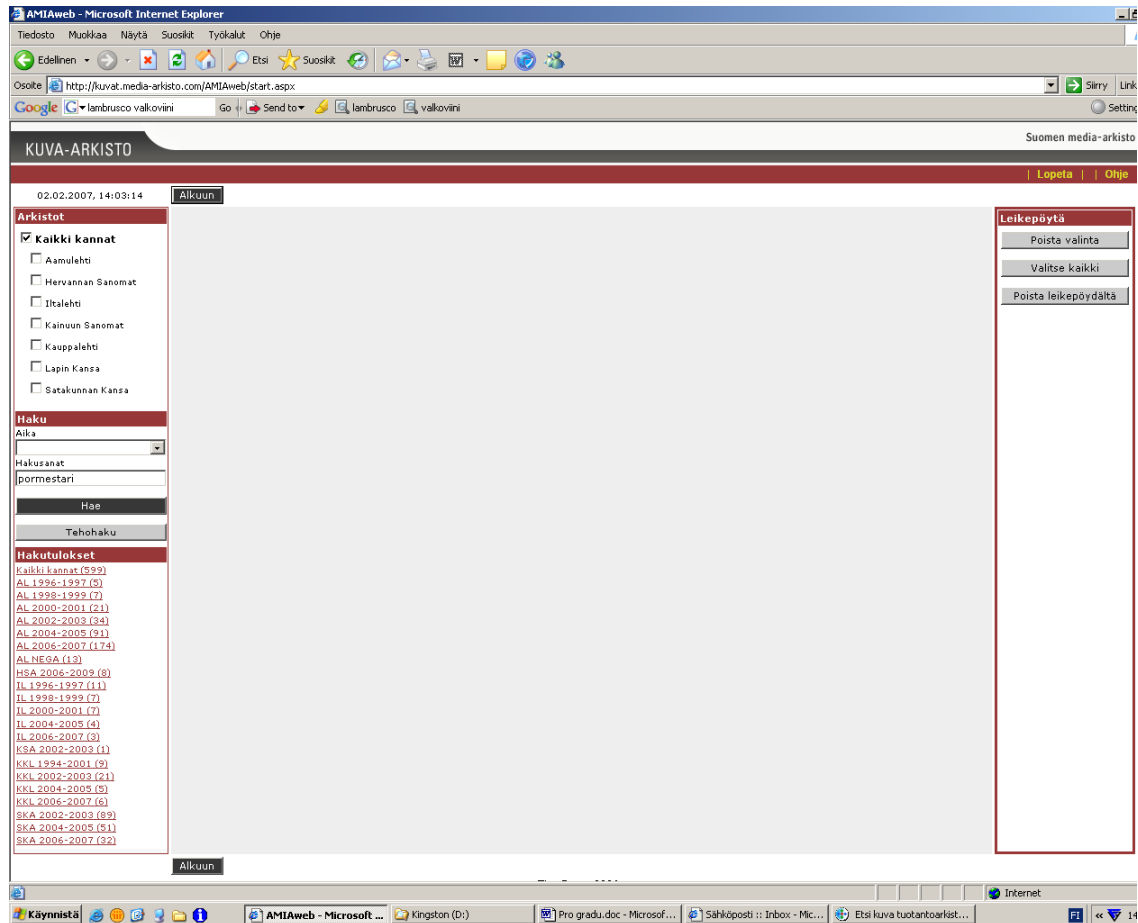 AMIAweb - Microsoft Internet Explorer
Tiedosto Muokkaa Näytä Suosikit Työkalut Ohje
Edellinen Etsi Suosikit
Osoite http://kuvat.media-arkisto.com/AMIAweb/start.aspx Siirry Link
Google G lambrusco valkoviini Go Send to lambrusco valkoviini Setting
KUVA-ARKISTO Suomen media-arkisto
| Lopeta | | Ohje
02.02.2007, 14:03:14 Alkuun
Arkistot
Kaikki kannat
Aamulehti
Hervannan Sanomat
Iltalehti
Kainuun Sanomat
Kauppalehti
Lapin Kansa
Satakunnan Kansa
Haku
Aika
Hakusanat
pormestari
Hae
Tehohaku
Hakutulokset
Kaikki kannat (599)
AL 1996-1997 (5)
AL 1998-1999 (7)
AL 2000-2001 (21)
AL 2002-2003 (34)
AL 2004-2005 (91)
AL 2006-2007 (174)
AL NEGA (13)
HSA 2006-2009 (8)
IL 1996-1997 (11)
IL 1998-1999 (7)
IL 2000-2001 (7)
IL 2004-2005 (4)
IL 2006-2007 (3)
KSA 2002-2003 (1)
KKL 1994-2001 (9)
KKL 2002-2003 (21)
KKL 2004-2005 (5)
KKL 2006-2007 (6)
SKA 2002-2003 (89)
SKA 2004-2005 (51)
SKA 2006-2007 (32)
Leikepöytä
Poista valinta
Valitse kaikki
Poista leikepöydältä
Alkuun
Internet
Käynnistä AMIAweb - Microsoft ... Kingston (D:) Pro gradu.doc - Microsof... Sähköposti :: Inbox - Mic... Etsi kuva tuotantoarkist... FI «